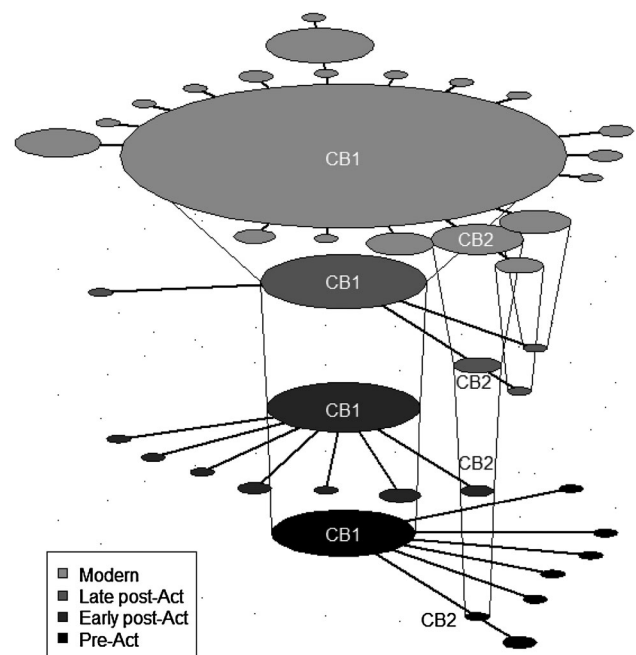 CB1
CB2
CB1
CB2
CB1
CB2
CB1
CB2
Modern
Late post-Act
Early post-Act
Pre-Act